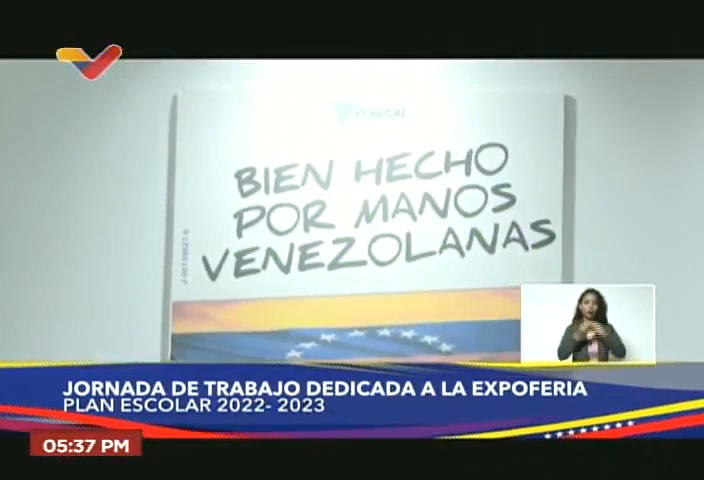 BIEN HECHO
POR MANOS
VENEZOLANAS
JORNADA DE TRABAJO DEDICADA A LA EXPOFERIA
PLAN ESCOLAR 2022- 2023
05:37 PM